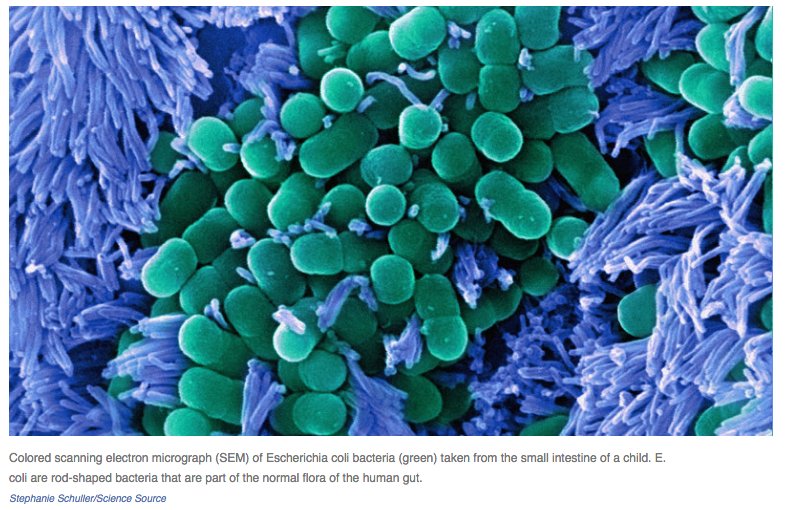 Colored scanning electron micrograph (SEM) of Escherichia coli bacteria (green) taken from the small intestine of a child. E.
coli are rod-shaped bacteria that are part of the normal flora of the human gut.
Stephanie Schuller/Science Source